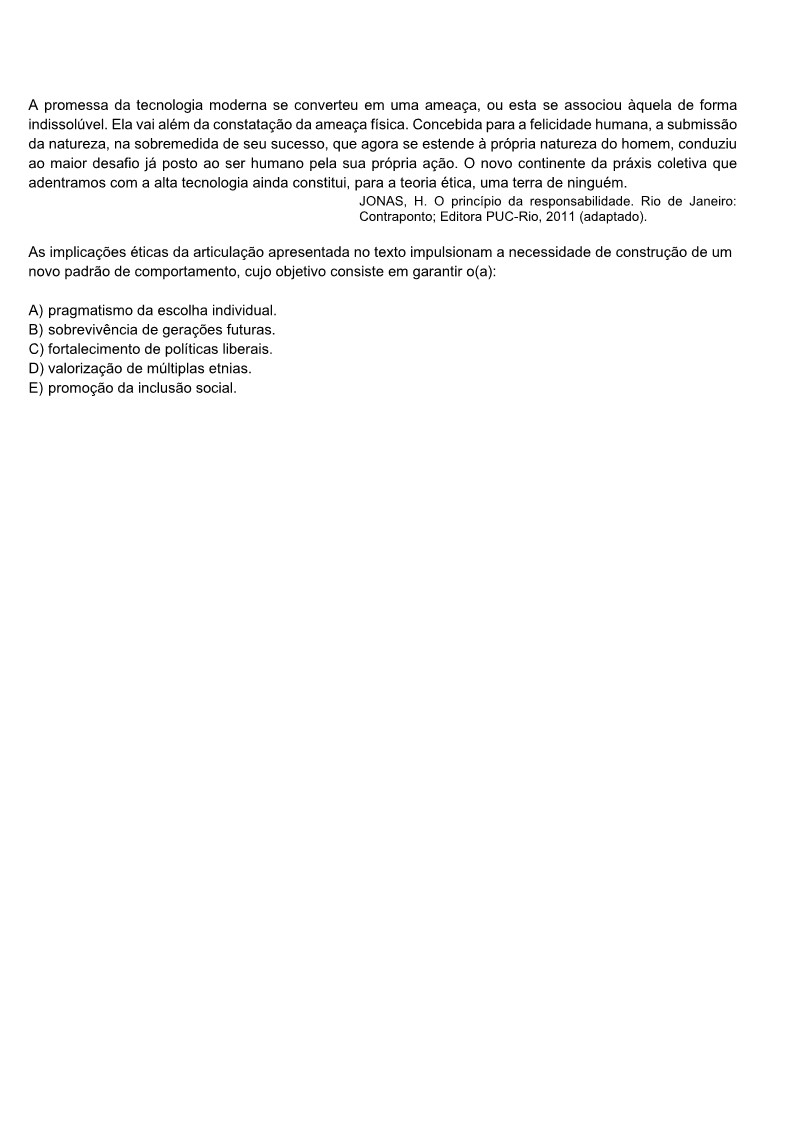 A promessa da tecnologia moderna se converteu em uma ameaça, ou esta se associou àquela de forma
indissolúvel. Ela vai além da constatação da ameaça física. Concebida para a felicidade humana, a submissão
da natureza, na sobremedida de seu sucesso, que agora se estende à própria natureza do homem, conduziu
ao maior desafio já posto ao ser humano pela sua própria ação. O novo continente da práxis coletiva que
adentramos com a alta tecnologia ainda constitui, para a teoria ética, uma terra de ninguém.
JONAS, H. O princípio da responsabilidade. Rio de Janeiro:
Contraponto; Editora PUC-Rio, 2011 (adaptado).
As implicações éticas da articulação apresentada no texto impulsionam a necessidade de construção de um
novo padrão de comportamento, cujo objetivo consiste em garantir o(a):
A) pragmatismo da escolha individual.
B) sobrevivência de gerações futuras.
C) fortalecimento de políticas liberais.
D) valorização de múltiplas etnias.
E) promoção da inclusão social.